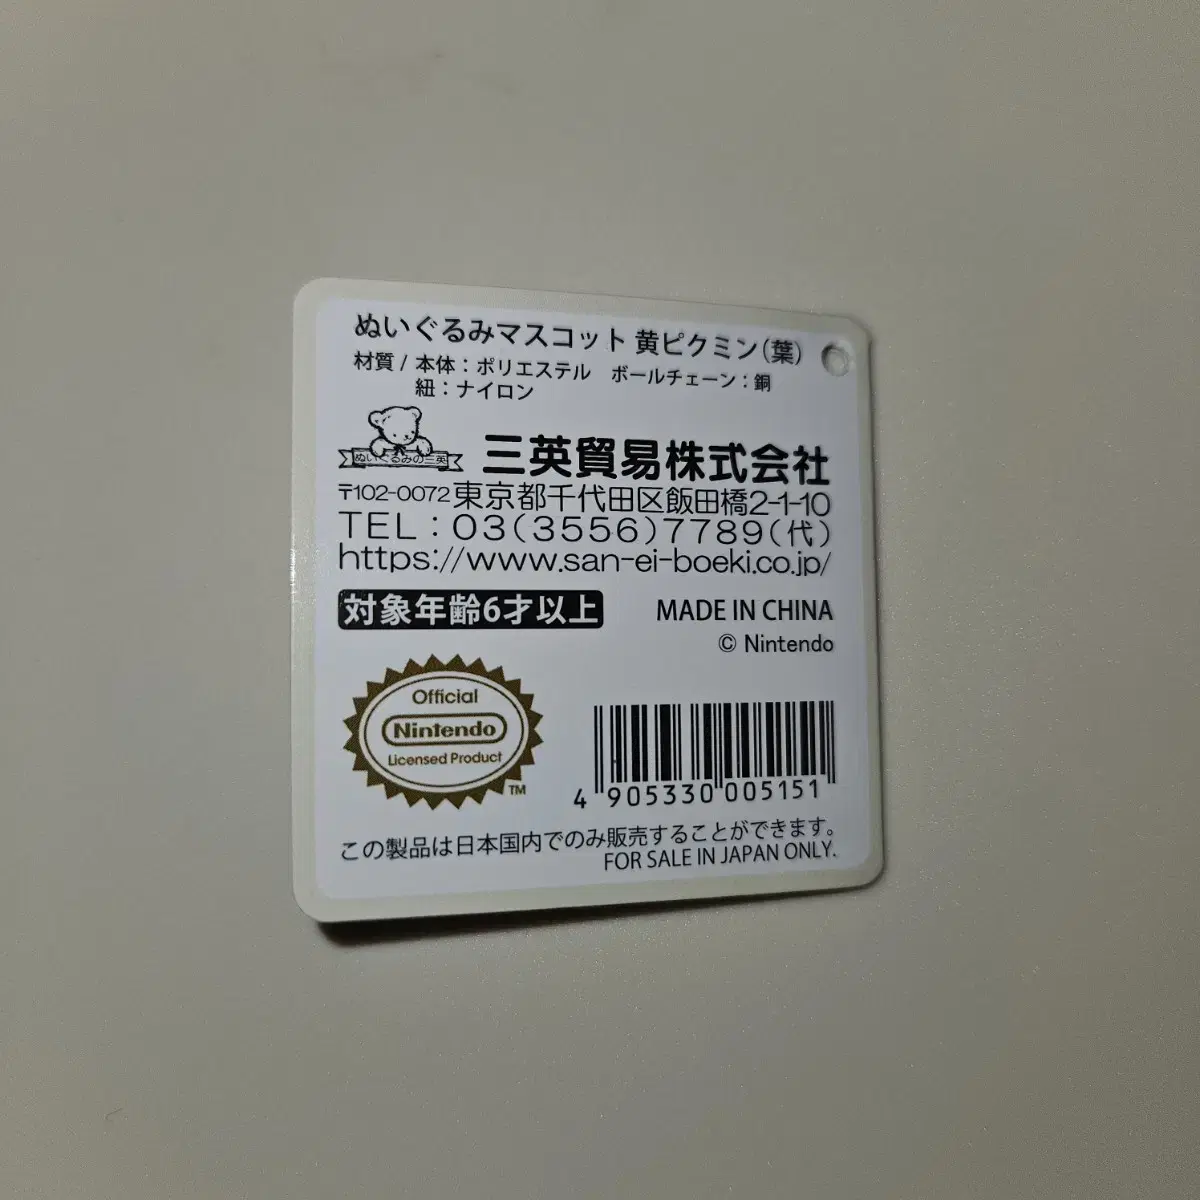 ぬいぐるみマスコット 黄ピクミン(葉)
材質 / 本体：ポリエステル　ボールチェーン：銅
紐：ナイロン
ぬいぐるみの三英
三英貿易株式会社
〒102-0072東京都千代田区飯田橋2-1-10
TEL：03(3556)7789(代)
https://www.san-ei-boeki.co.jp/
対象年齢6才以上
MADE IN CHINA
© Nintendo
Official
Nintendo
Licensed Product
TM
4 905330 005151
この製品は日本国内でのみ販売することができます。
FOR SALE IN JAPAN ONLY.